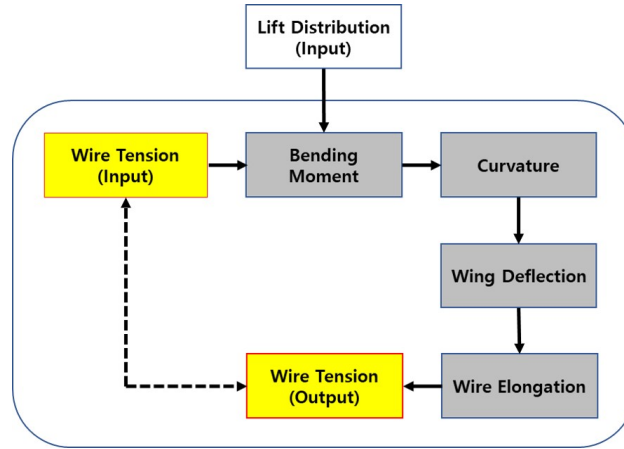 Lift Distribution
(Input)
Wire Tension
(Input)
Bending
Moment
Curvature
Wing Deflection
Wire Tension
(Output)
Wire Elongation